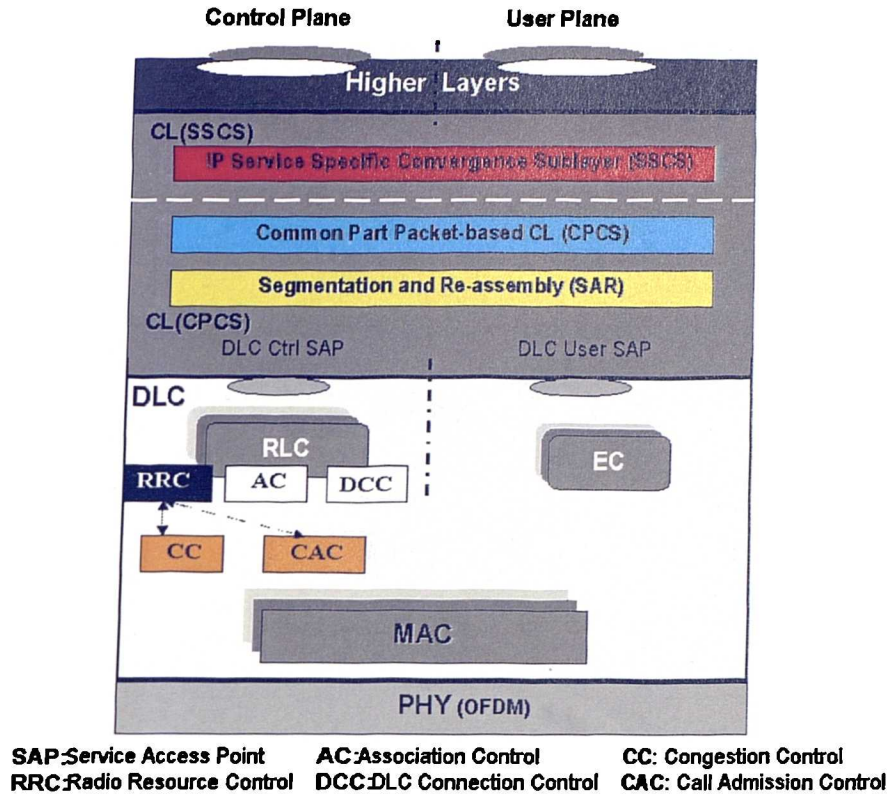 Control Plane User Plane
Higher Layers
CL(SSCS)
IP Service Specific Convergence Sublayer (SSCS)
Common Part Packet-based CL (CPCS)
Segmentation and Re-assembly (SAR)
CL(CPCS)
DLC Ctrl SAP DLC User SAP
DLC
RLC
EC
RRC AC DCC
CC CAC
MAC
PHY (OFDM)
SAP:Service Access Point AC:Association Control CC: Congestion Control
RRC:Radio Resource Control DCC:DLC Connection Control CAC: Call Admission Control